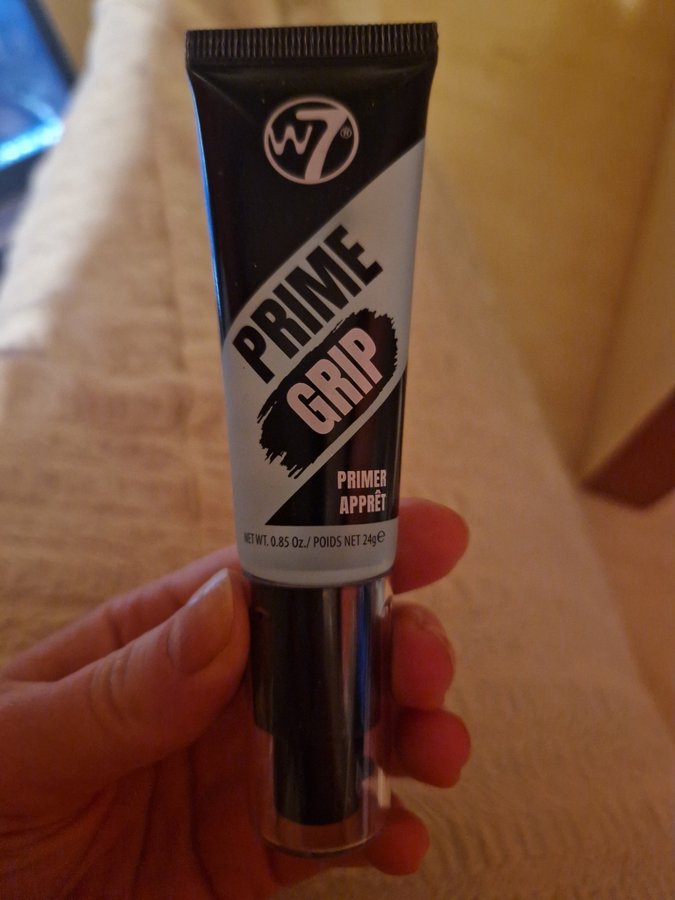 W7®
PRIME
GRIP
PRIMER
APPRÊT
NET WT. 0.85 Oz./ POIDS NET 24g℮